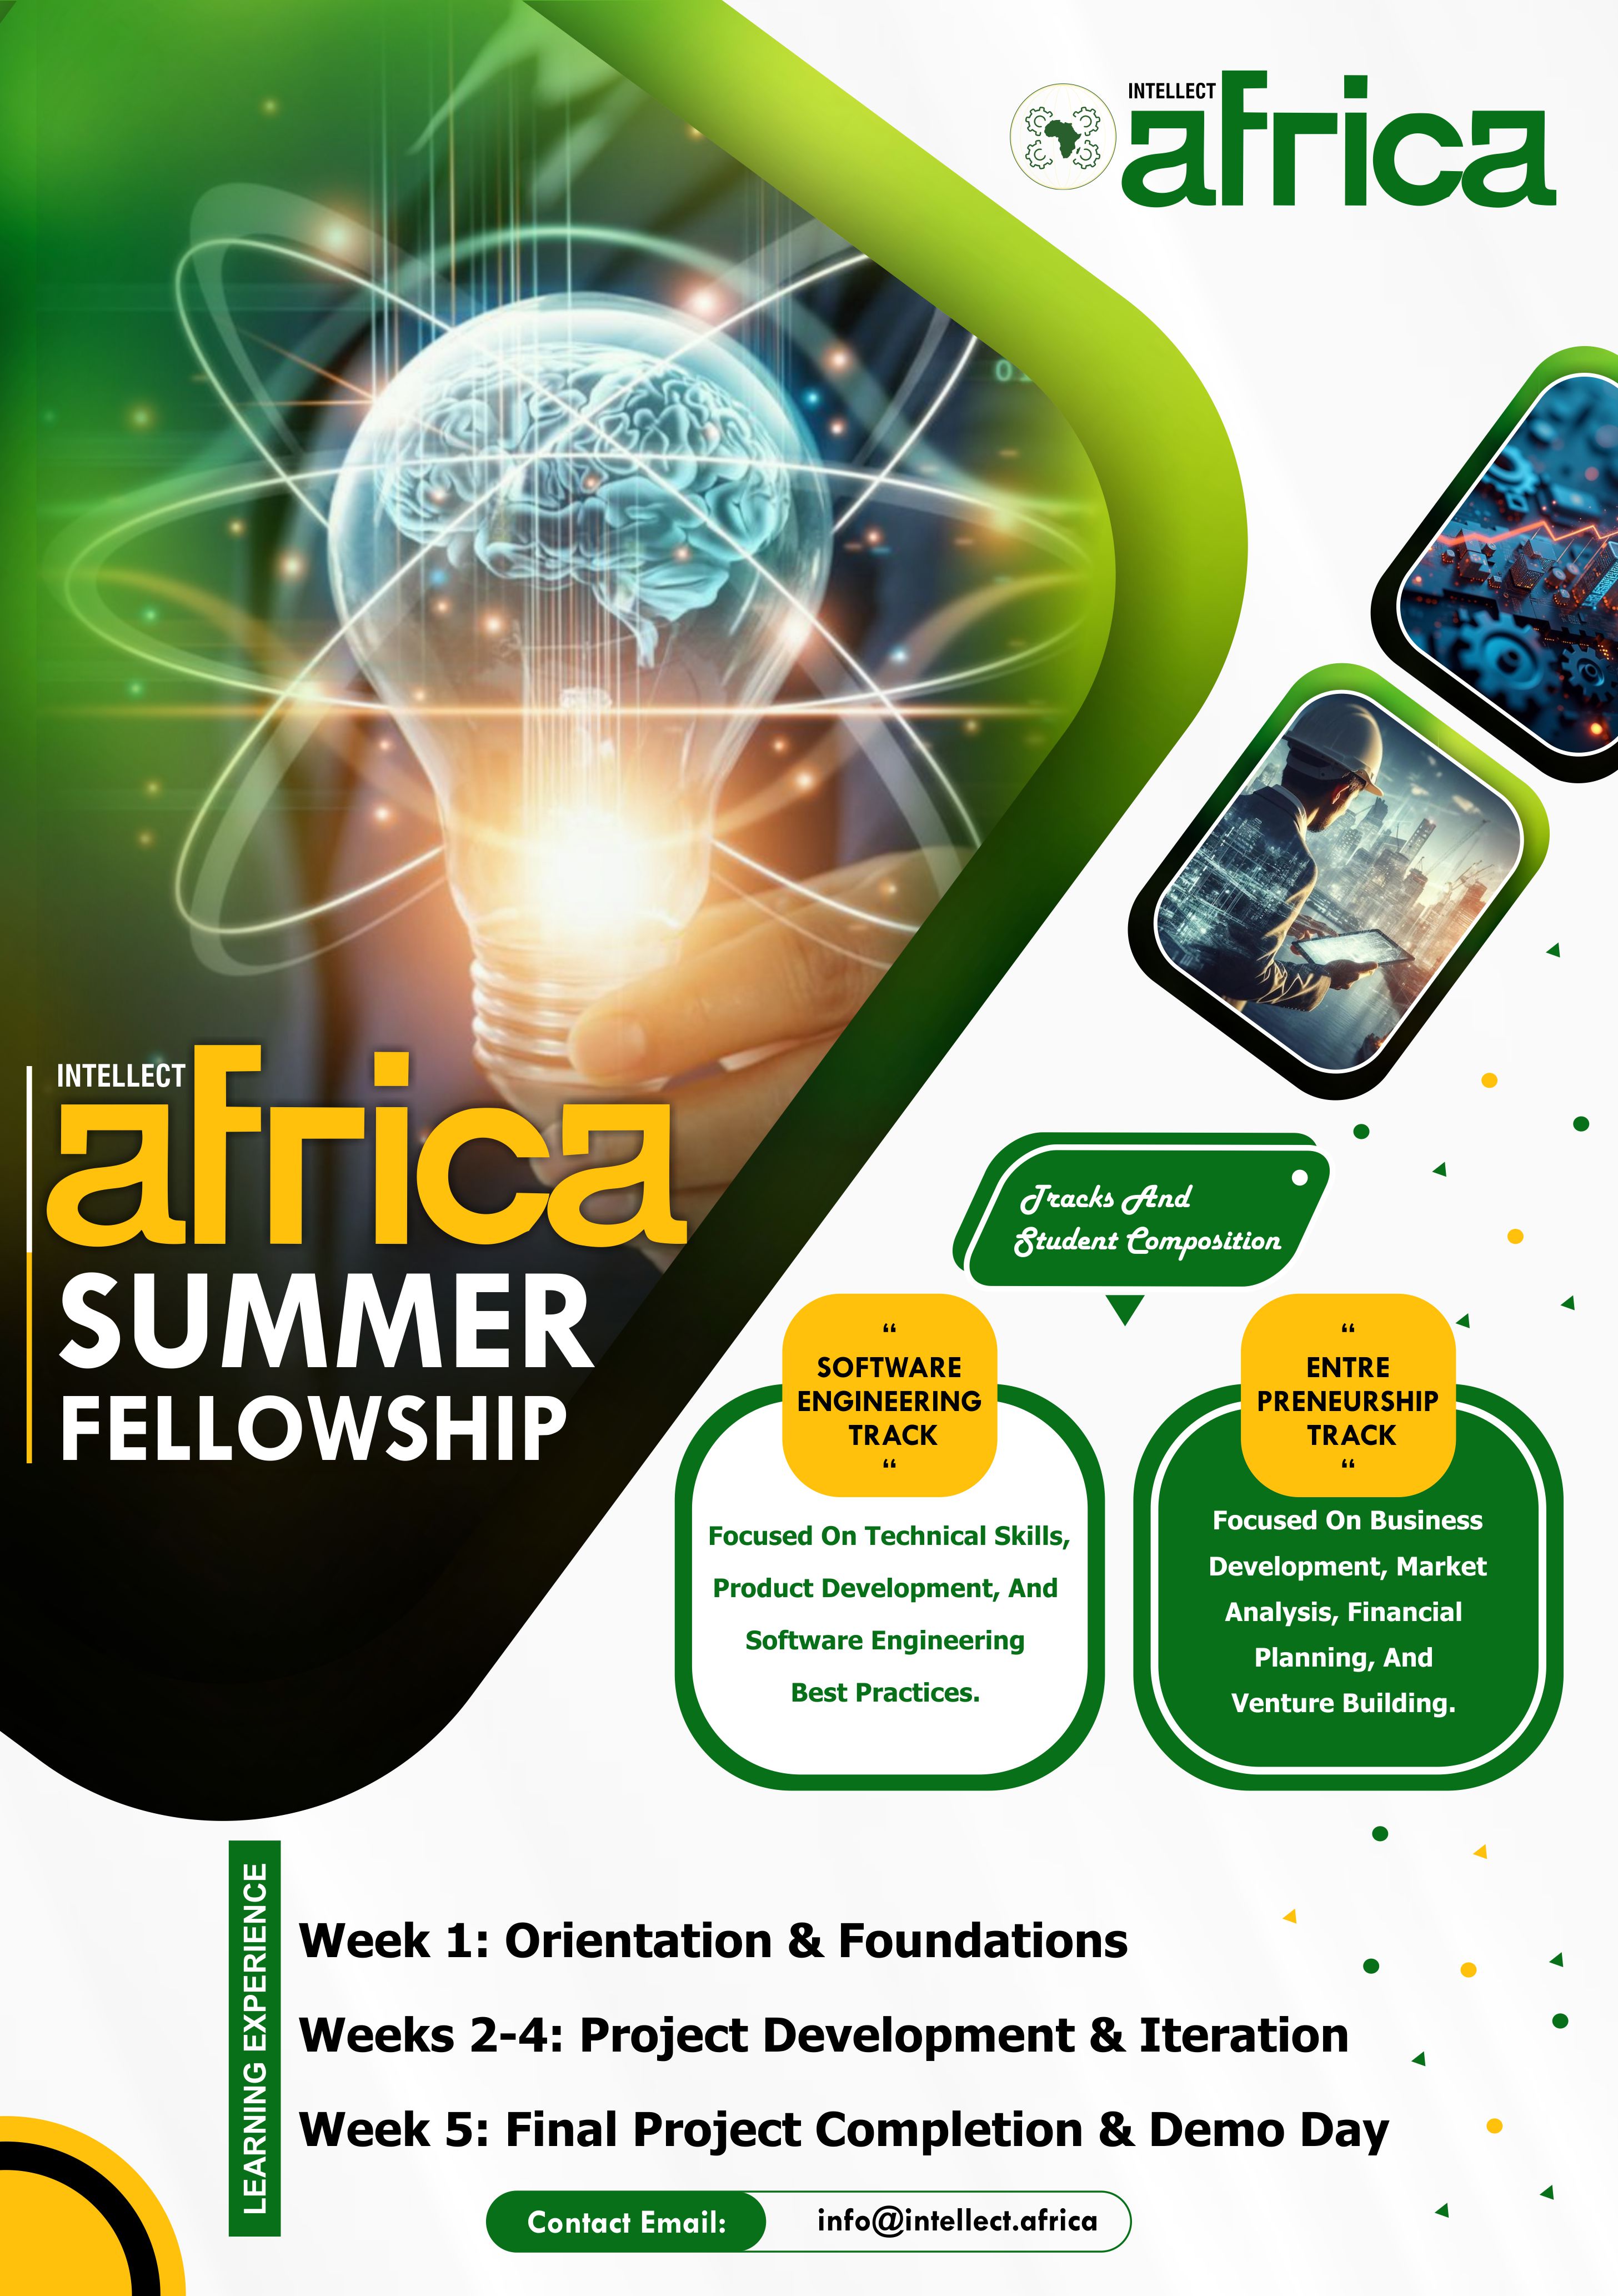 INTELLECT
africa
INTELLECT
africa
SUMMER
FELLOWSHIP
Tracks And
Student Composition
“
SOFTWARE
ENGINEERING
TRACK
“
Focused On Technical Skills,
Product Development, And
Software Engineering
Best Practices.
“
ENTRE
PRENEURSHIP
TRACK
“
Focused On Business
Development, Market
Analysis, Financial
Planning, And
Venture Building.
LEARNING EXPERIENCE
Week 1: Orientation & Foundations
Weeks 2-4: Project Development & Iteration
Week 5: Final Project Completion & Demo Day
Contact Email: info@intellect.africa